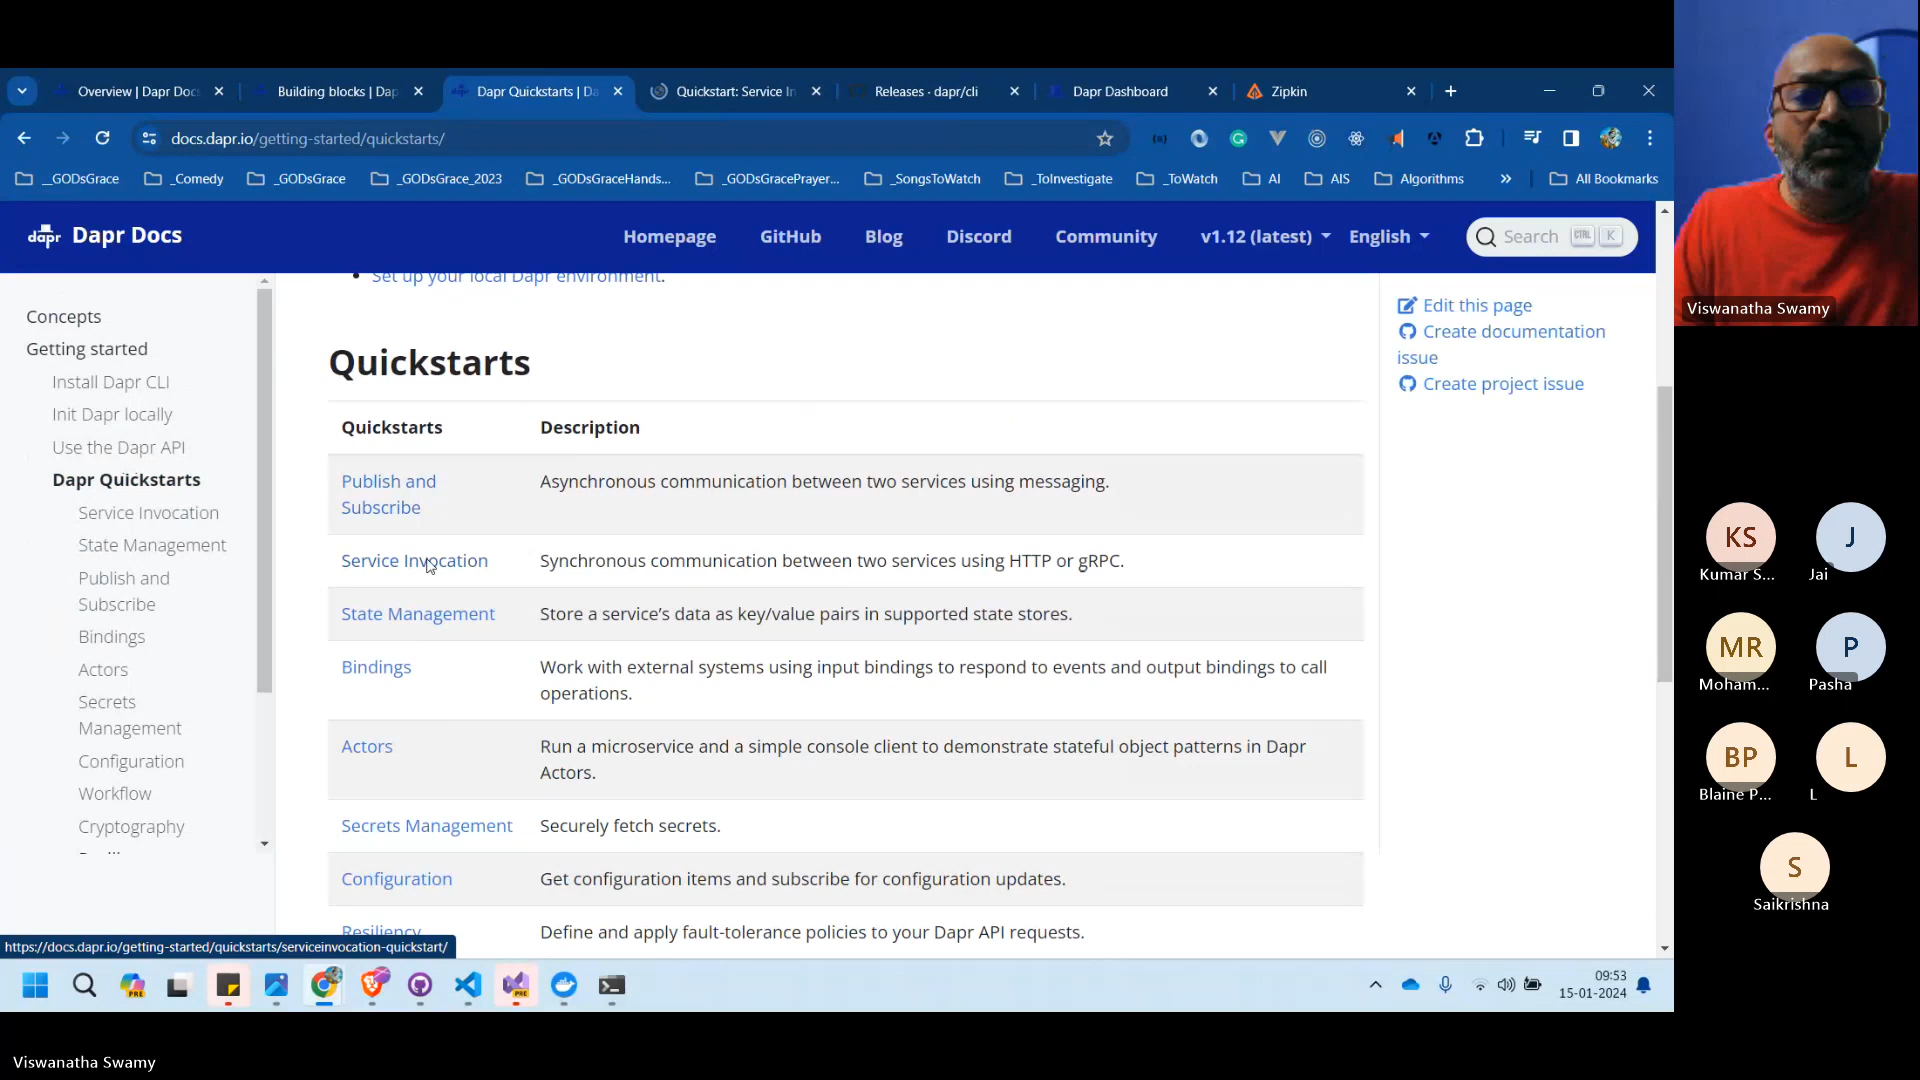 Overview | Dapr Docs
Building blocks | Dap
Dapr Quickstarts | Da
Quickstart: Service In
Releases · dapr/cli
Dapr Dashboard
Zipkin
docs.dapr.io/getting-started/quickstarts/
__GODsGrace
_Comedy
_GODsGrace
_GODsGrace_2023
_GODsGraceHands...
_GODsGracePrayer...
_SongsToWatch
_ToInvestigate
_ToWatch
AI
AIS
Algorithms
»
All Bookmarks
dapr
Dapr Docs
Homepage
GitHub
Blog
Discord
Community
v1.12 (latest)
English
Search CTRL K
Concepts
Getting started
Install Dapr CLI
Init Dapr locally
Use the Dapr API
Dapr Quickstarts
Service Invocation
State Management
Publish and
Subscribe
Bindings
Actors
Secrets
Management
Configuration
Workflow
Cryptography
Set up your local Dapr environment.
Quickstarts
Quickstarts Description
Publish and
Subscribe
Asynchronous communication between two services using messaging.
Service Invocation
Synchronous communication between two services using HTTP or gRPC.
State Management
Store a service’s data as key/value pairs in supported state stores.
Bindings
Work with external systems using input bindings to respond to events and output bindings to call
operations.
Actors
Run a microservice and a simple console client to demonstrate stateful object patterns in Dapr
Actors.
Secrets Management
Securely fetch secrets.
Configuration
Get configuration items and subscribe for configuration updates.
Resiliency
Define and apply fault-tolerance policies to your Dapr API requests.
Edit this page
Create documentation
issue
Create project issue
https://docs.dapr.io/getting-started/quickstarts/serviceinvocation-quickstart/
PRE
PRE
09:53
15-01-2024
Viswanatha Swamy
KS
Kumar S...
J
Jai
MR
Moham...
P
Pasha
BP
Blaine P...
L
L
S
Saikrishna
Viswanatha Swamy